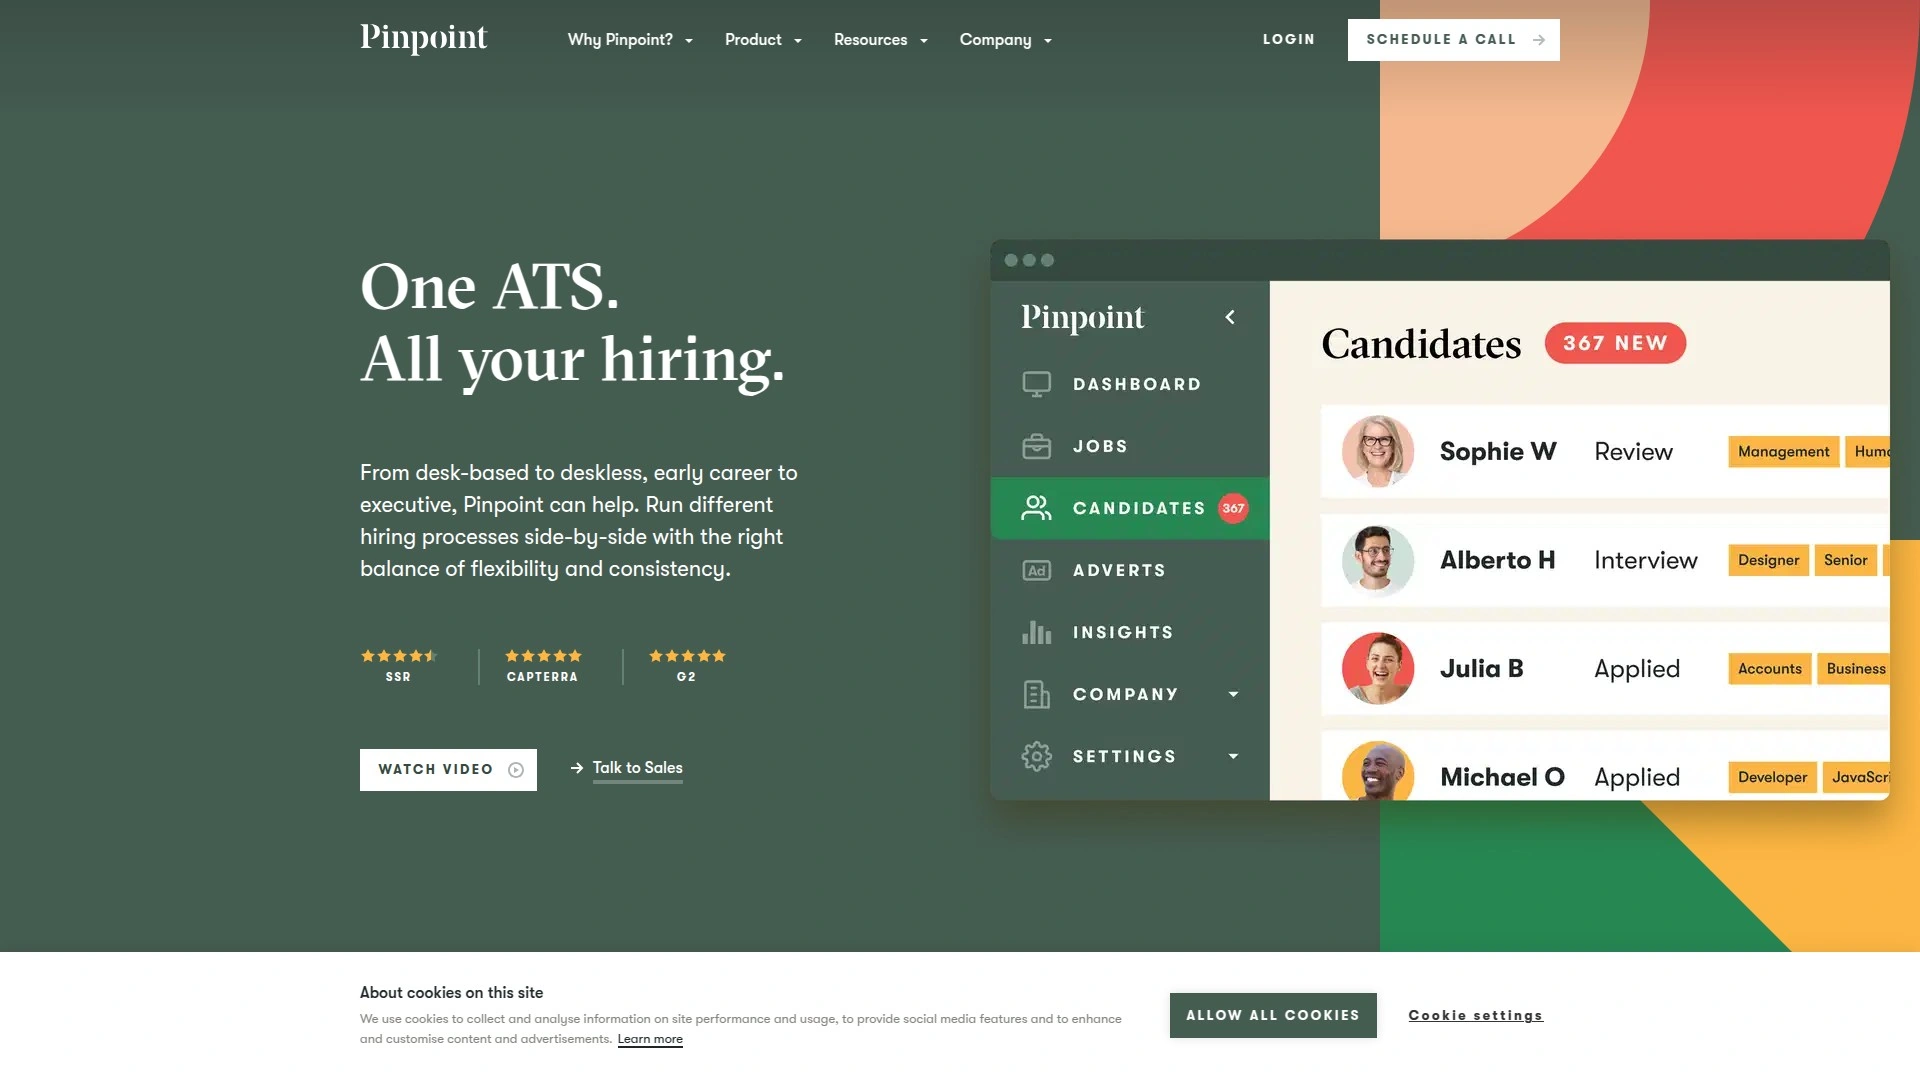 Pinpoint
Why Pinpoint?
Product
Resources
Company
LOGIN
SCHEDULE A CALL
One ATS.
All your hiring.
From desk-based to deskless, early career to
executive, Pinpoint can help. Run different
hiring processes side-by-side with the right
balance of flexibility and consistency.
SSR
CAPTERRA
G2
WATCH VIDEO
Talk to Sales
Pinpoint
DASHBOARD
JOBS
CANDIDATES 367
Ad ADVERTS
INSIGHTS
COMPANY
SETTINGS
Candidates 367 NEW
Sophie W Review Management
Alberto H Interview Designer Senior
Julia B Applied Accounts Business
Michael O Applied Developer
About cookies on this site
We use cookies to collect and analyse information on site performance and usage, to provide social media features and to enhance
and customise content and advertisements. Learn more
ALLOW ALL COOKIES
Cookie settings